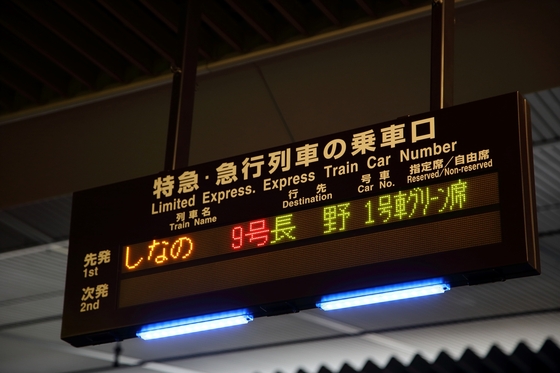 特急・急行列車の乗車口
Limited Express. Express Train Car Number
列車名 行先 号車 指定席/自由席
Train Name Destination Car No. Reserved/Non-reserved
先発 しなの 9号 長野 1号車グリーン席
1st
次発
2nd